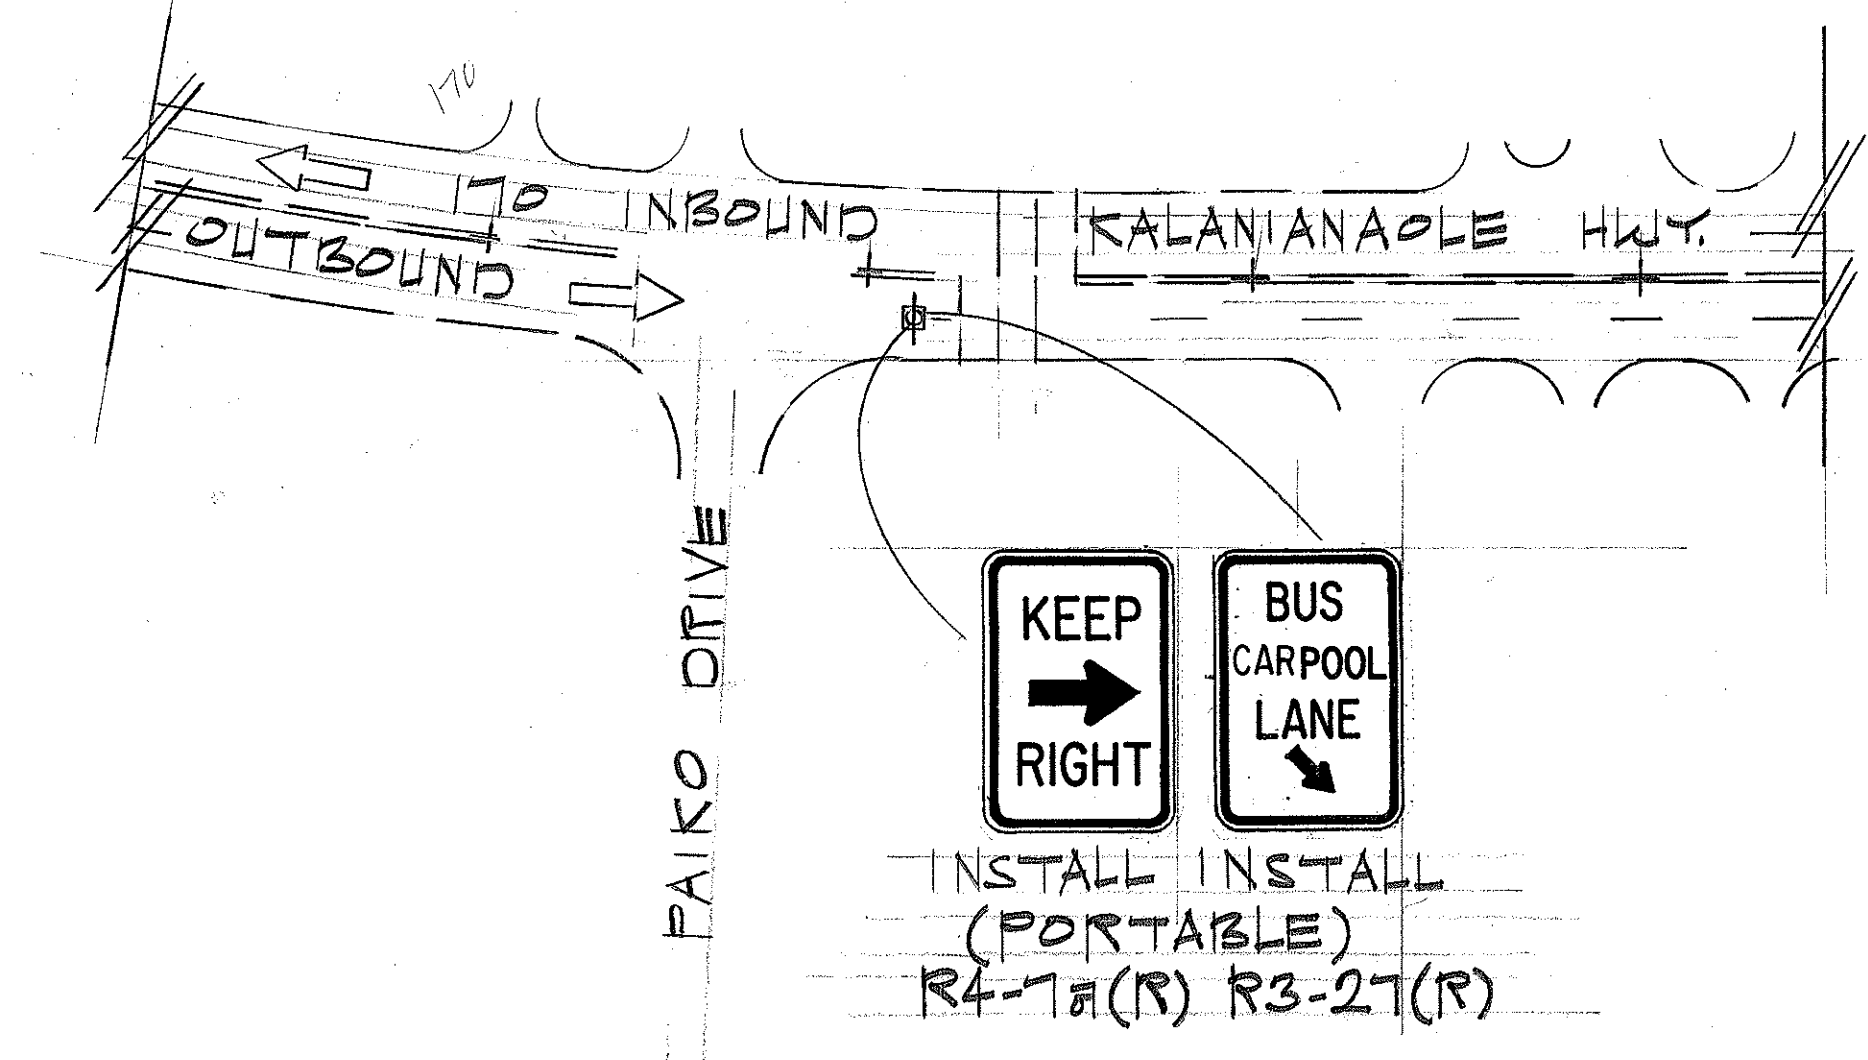 170
170 INBOUND
KALANIANAOLE HWY.
OUTBOUND
PAIKO DRIVE
KEEP
RIGHT
BUS
CARPOOL
LANE
INSTALL INSTALL
(PORTABLE)
R4-7a(R) R3-27(R)